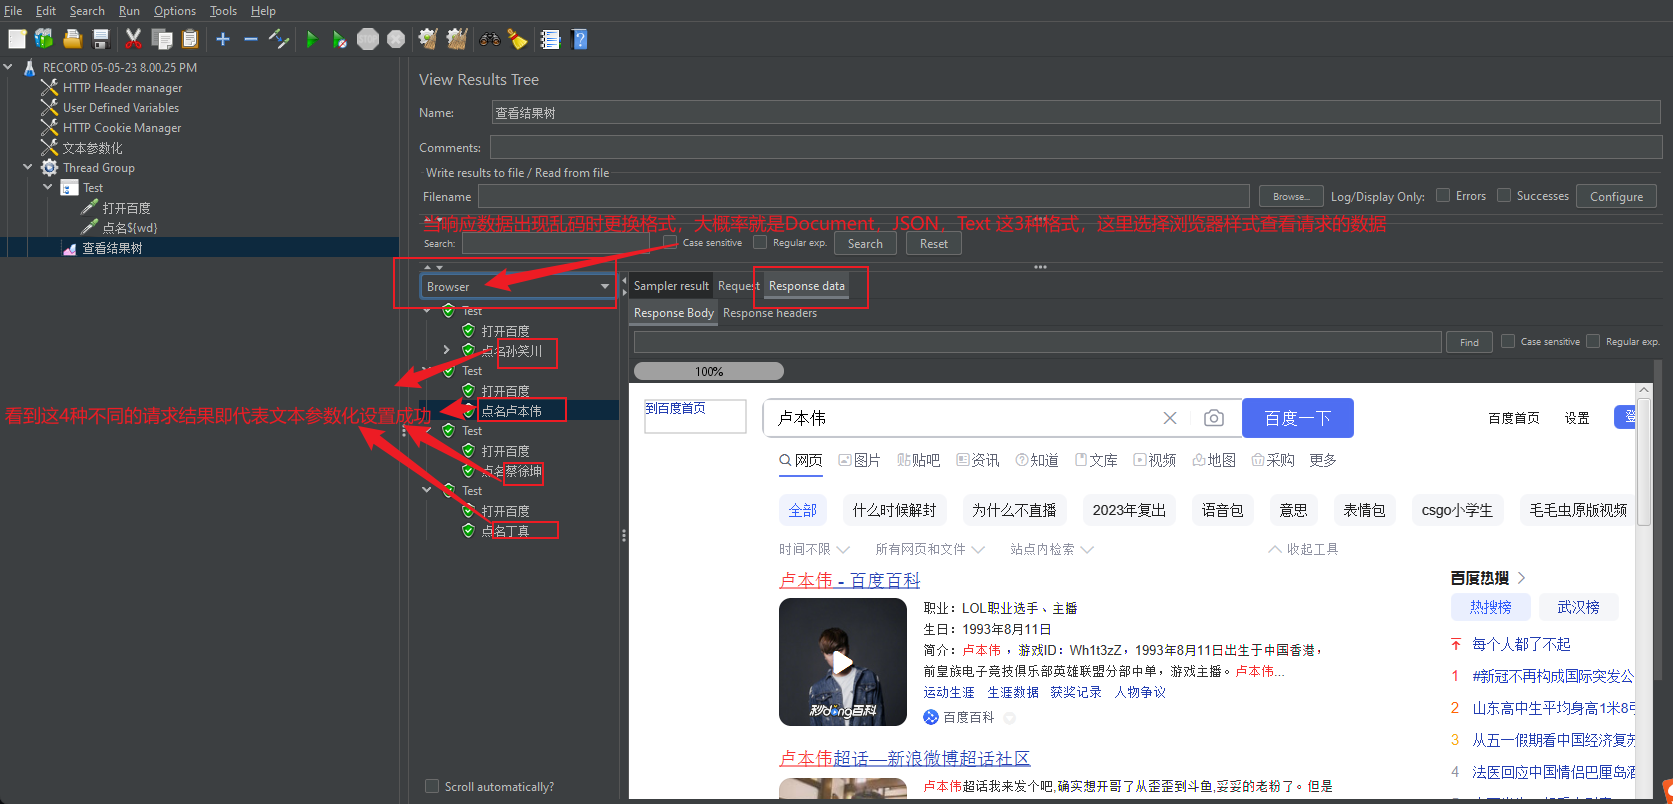 File Edit Search Run Options Tools Help
RECORD 05-05-23 8.00.25 PM
HTTP Header manager
User Defined Variables
HTTP Cookie Manager
文本参数化
Thread Group
Test
打开百度
点名${wd}
查看结果树
View Results Tree
Name: 查看结果树
Comments:
Write results to file / Read from file
Filename Browse... Log/Display Only: Errors Successes Configure
当响应数据出现乱码时更换格式，大概率就是Document，JSON，Text 这3种格式，这里选择浏览器样式查看请求的数据
Search: Case sensitive Regular exp. Search Reset
Browser
Test
打开百度
点名孙笑川
Test
打开百度
点名卢本伟
看到这4种不同的请求结果即代表文本参数化设置成功
Test
打开百度
点名蔡徐坤
Test
打开百度
点名丁真
Scroll automatically?
Sampler result Request Response data
Response Body Response headers
Find Case sensitive Regular exp.
100%
到百度首页 卢本伟 百度一下 百度首页 设置 登
网页 图片 贴吧 资讯 知道 文库 视频 地图 采购 更多
全部 什么时候解封 为什么不直播 2023年复出 语音包 意思 表情包 csgo小学生 毛毛虫原版视频
时间不限 所有网页和文件 站点内检索 收起工具
卢本伟 - 百度百科
职业：LOL职业选手、主播
生日：1993年8月11日
简介：卢本伟，游戏ID：Wh1t3zZ，1993年8月11日出生于中国香港，
前皇族电子竞技俱乐部英雄联盟分部中单，游戏主播。卢本伟...
运动生涯 生涯数据 获奖记录 人物争议
秒dong百科
百度百科
卢本伟超话—新浪微博超话社区
卢本伟超话我来发个吧,确实想开哥了从歪歪到斗鱼,妥妥的老粉了。但是
百度热搜
热搜榜 武汉榜
每个人都了不起
1 #新冠不再构成国际突发公
2 山东高中生平均身高1米8
3 从五一假期看中国经济复苏
4 法医回应中国情侣巴厘岛酒